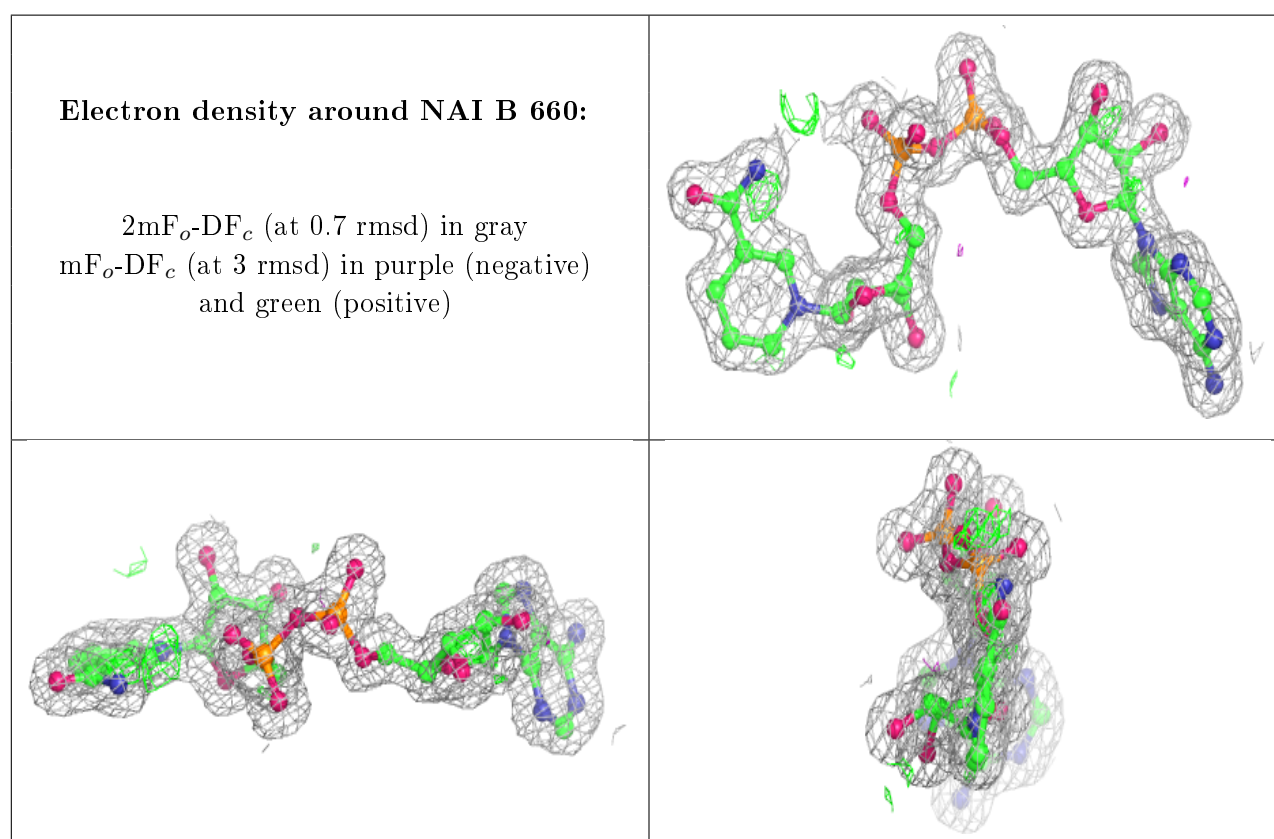 Electron density around NAI B 660:
2mFₒ-DF𝒸 (at 0.7 rmsd) in gray
mFₒ-DF𝒸 (at 3 rmsd) in purple (negative)
and green (positive)